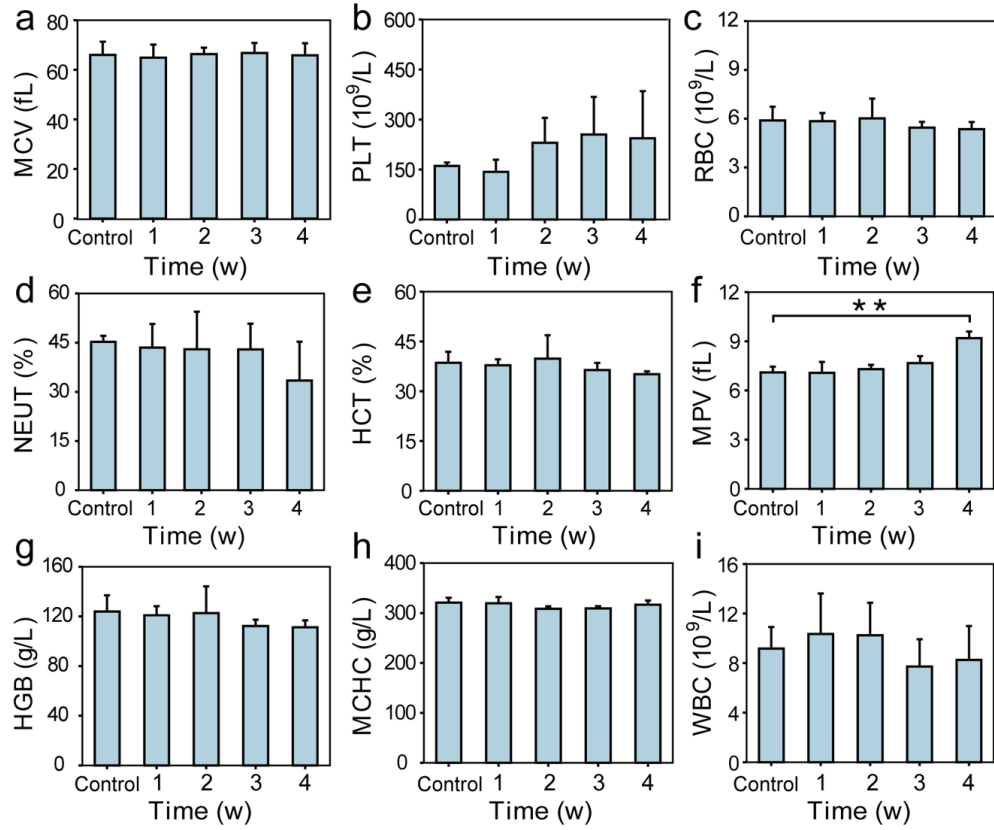 a
80
60
40
20
0
MCV (fL)
Control 1 2 3 4
Time (w)
b
600
450
300
150
0
PLT (10⁹/L)
Control 1 2 3 4
Time (w)
c
12
9
6
3
0
RBC (10⁹/L)
Control 1 2 3 4
Time (w)
d
60
45
30
15
0
NEUT (%)
Control 1 2 3 4
Time (w)
e
60
45
30
15
0
HCT (%)
Control 1 2 3 4
Time (w)
f
12
9
6
3
0
MPV (fL)
* *
Control 1 2 3 4
Time (w)
g
160
120
80
40
0
HGB (g/L)
Control 1 2 3 4
Time (w)
h
400
300
200
100
0
MCHC (g/L)
Control 1 2 3 4
Time (w)
i
16
12
8
4
0
WBC (10⁹/L)
Control 1 2 3 4
Time (w)